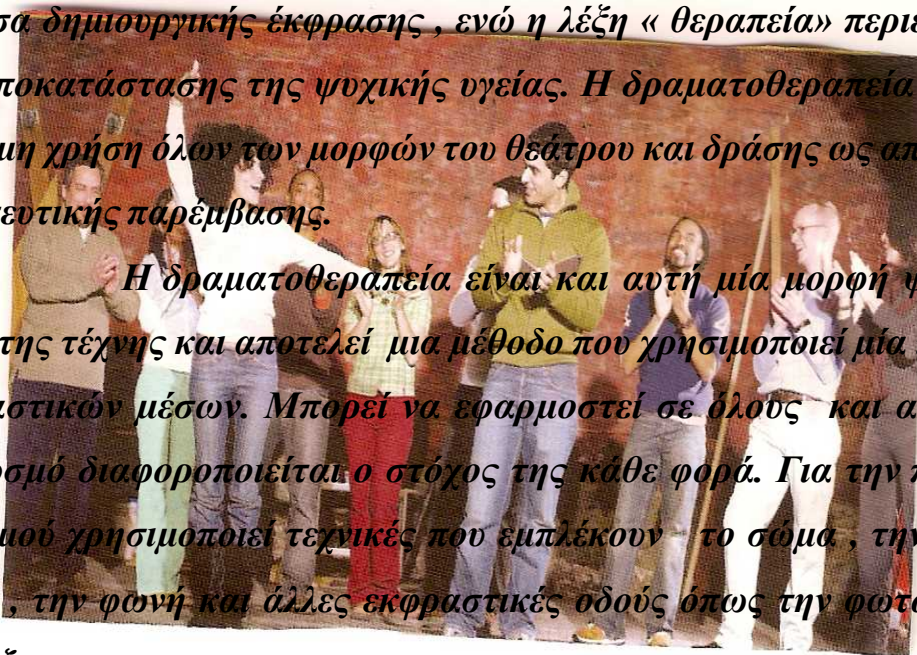 σα δημιουργικής έκφρασης , ενώ η λέξη « θεραπεία» περιέ
ποκατάστασης της ψυχικής υγείας. Η δραματοθεραπεία
μη χρήση όλων των μορφών του θεάτρου και δράσης ως απ
ευτικής παρέμβασης.
Η δραματοθεραπεία είναι και αυτή μία μορφή ψ
της τέχνης και αποτελεί μια μέθοδο που χρησιμοποιεί μία
αστικών μέσων. Μπορεί να εφαρμοστεί σε όλους και α
σμό διαφοροποιείται ο στόχος της κάθε φορά. Για την π
μού χρησιμοποιεί τεχνικές που εμπλέκουν το σώμα , την
, την φωνή και άλλες εκφραστικές οδούς όπως την φωτο